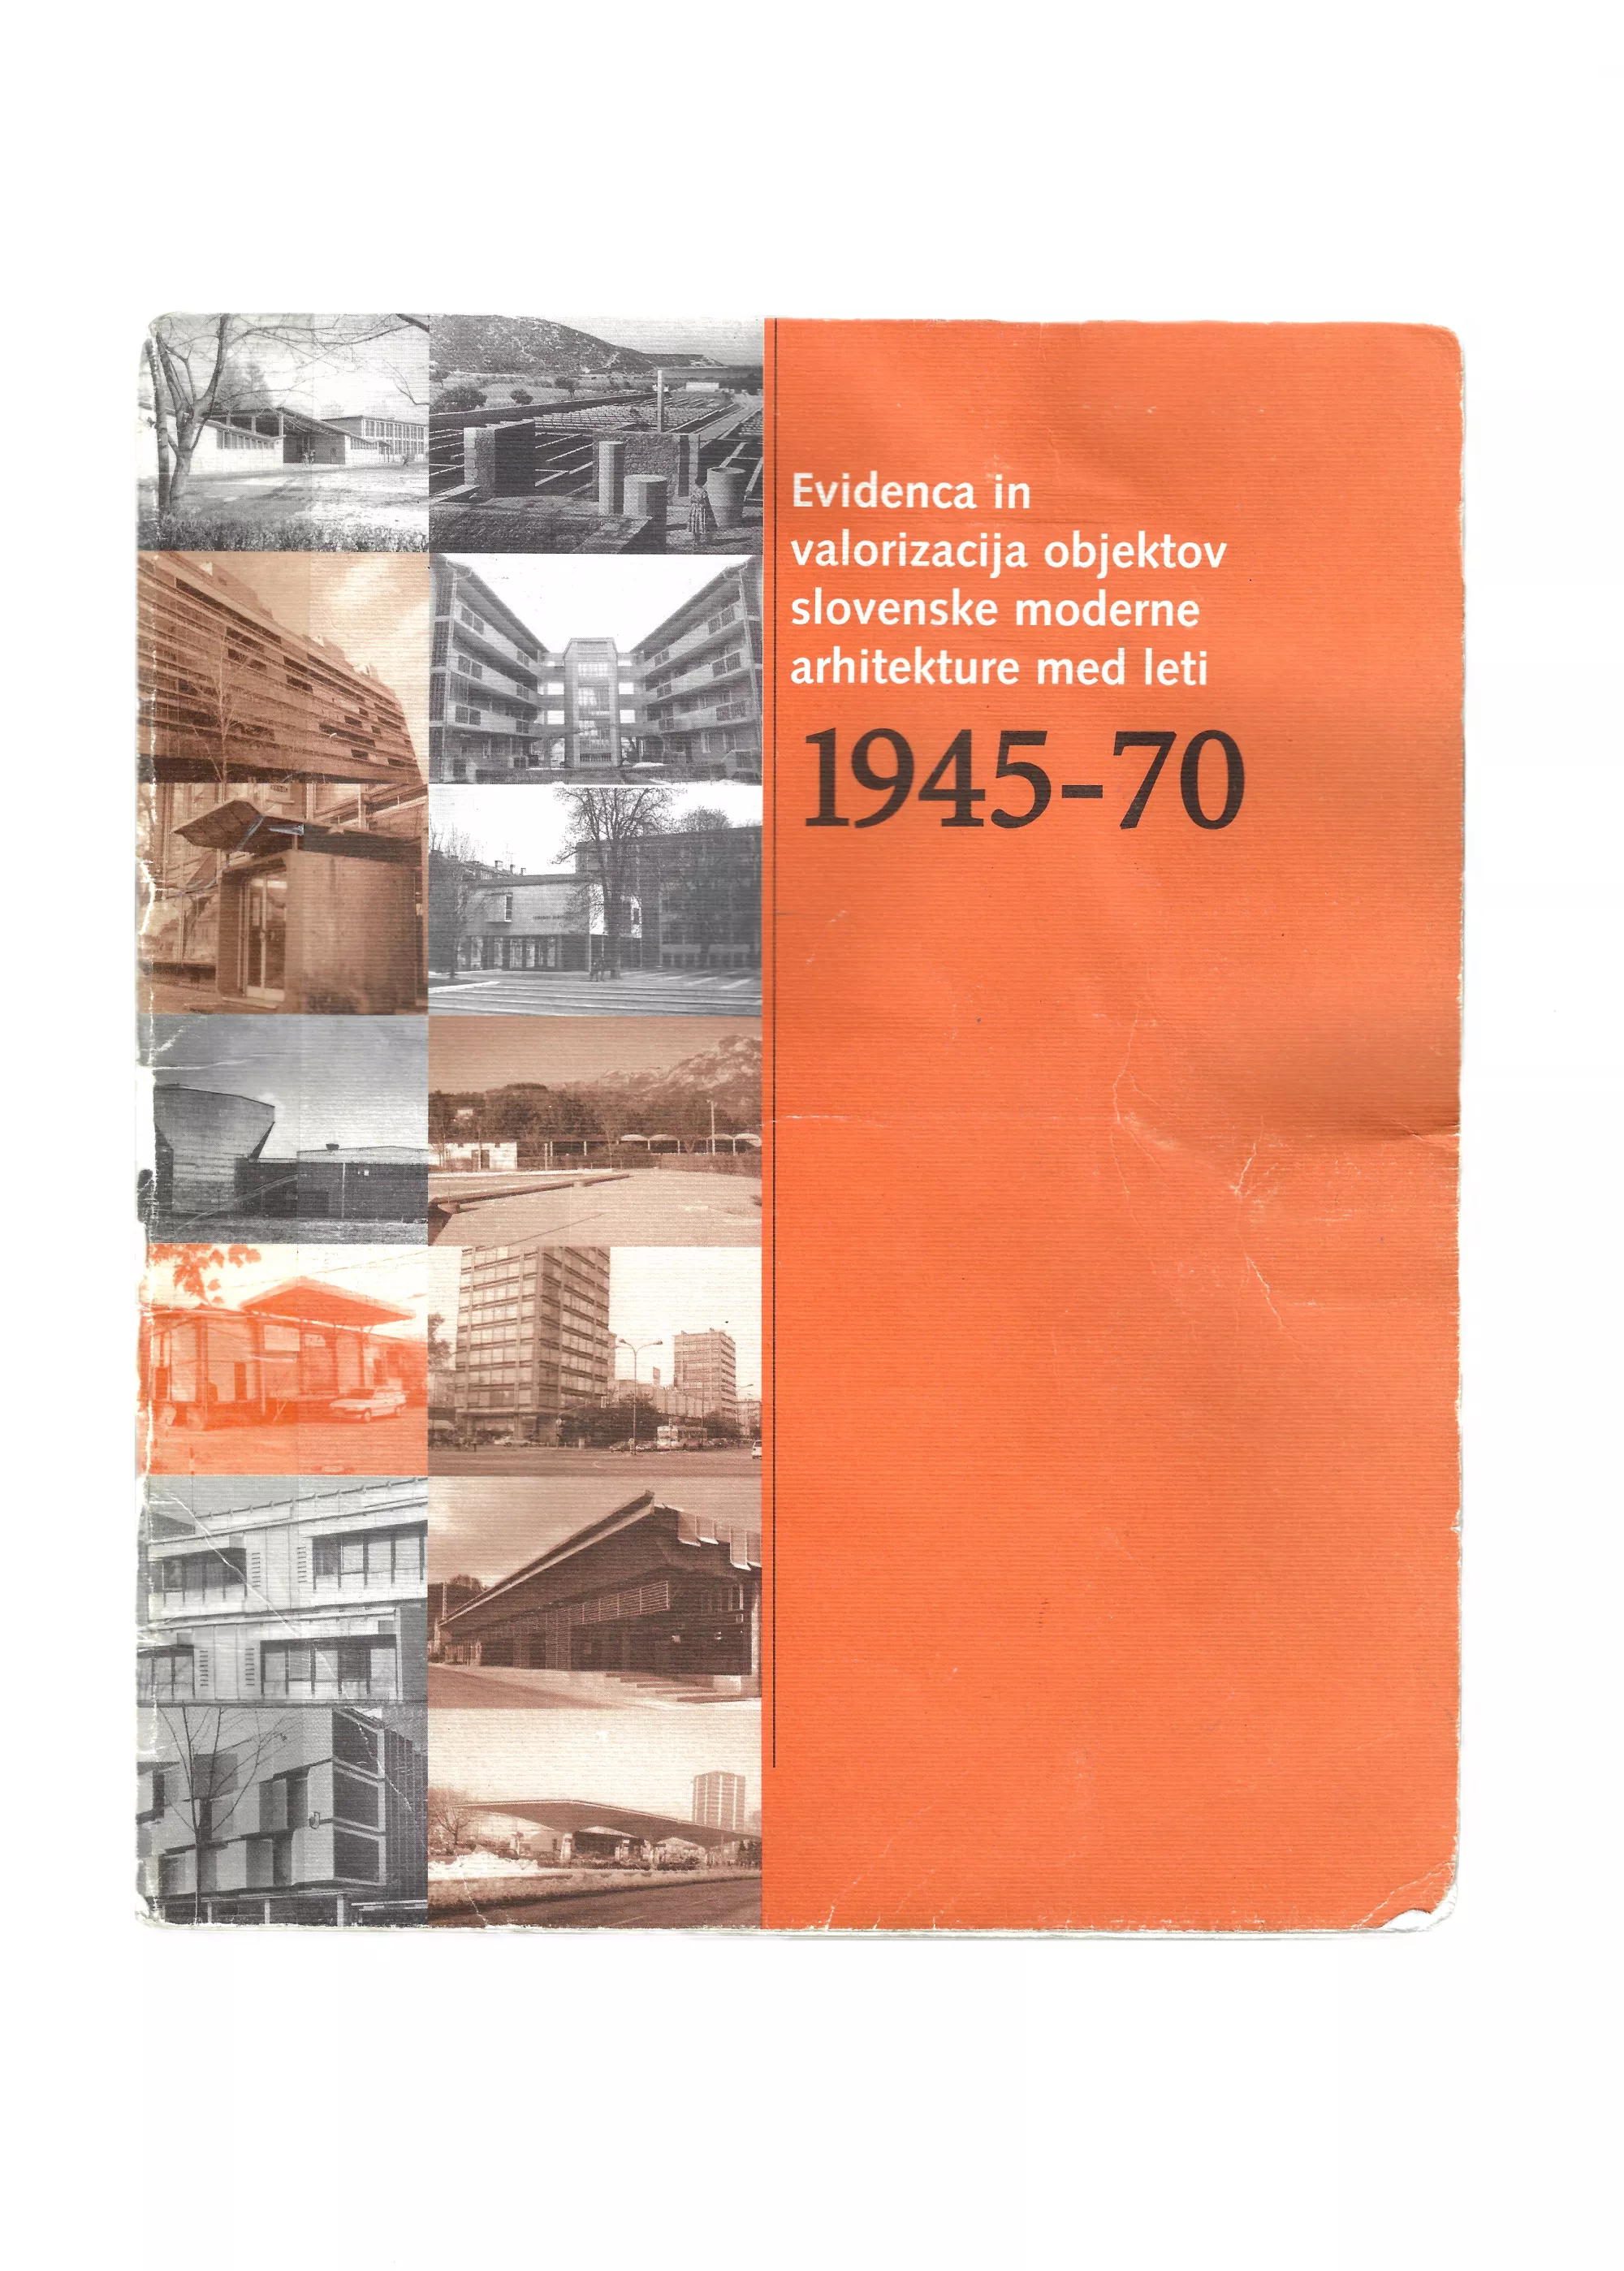 Evidenca in
valorizacija objektov
slovenske moderne
arhitekture med leti
1945-70